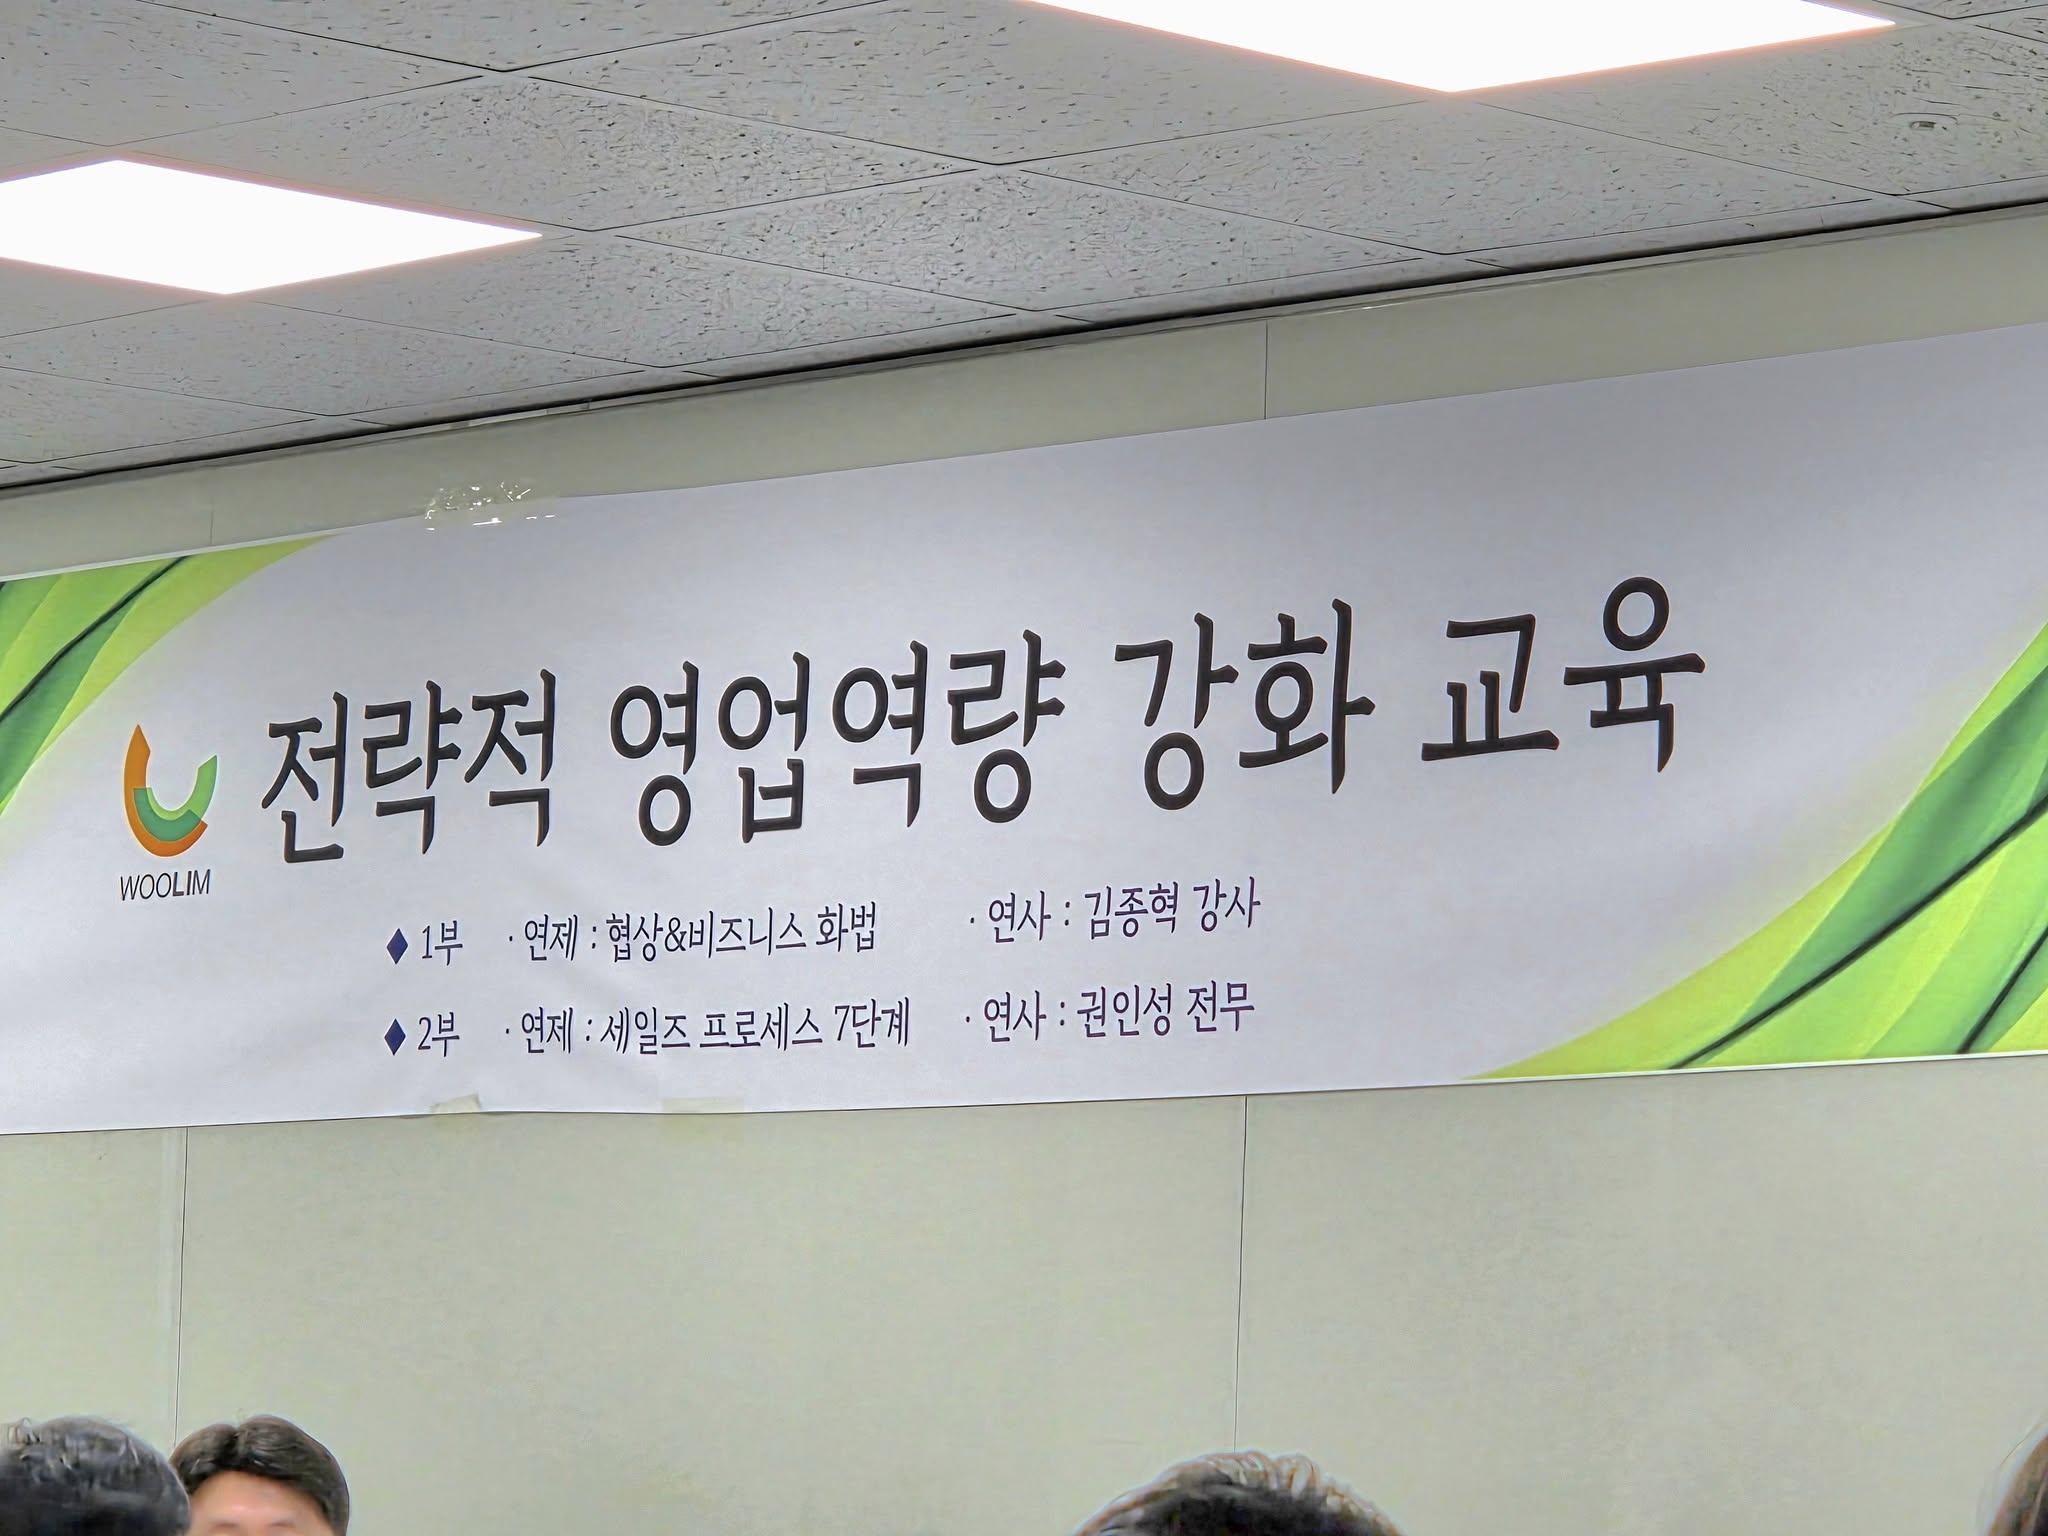 전략적 영업역량 강화 교육
WOOLIM
◆ 1부 · 연제 : 협상&비즈니스 화법 · 연사 : 김종혁 강사
◆ 2부 · 연제 : 세일즈 프로세스 7단계 · 연사 : 권인성 전무